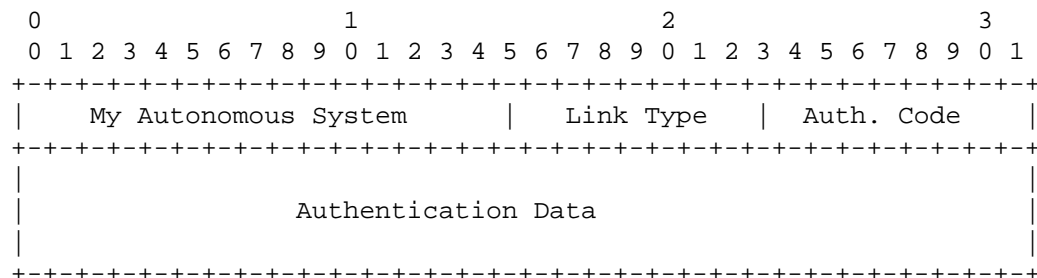 0                   1                   2                   3
 0 1 2 3 4 5 6 7 8 9 0 1 2 3 4 5 6 7 8 9 0 1 2 3 4 5 6 7 8 9 0 1
+-+-+-+-+-+-+-+-+-+-+-+-+-+-+-+-+-+-+-+-+-+-+-+-+-+-+-+-+-+-+-+-+
|    My Autonomous System      |   Link Type   |  Auth. Code    |
+-+-+-+-+-+-+-+-+-+-+-+-+-+-+-+-+-+-+-+-+-+-+-+-+-+-+-+-+-+-+-+-+
|                                                               |
|                 Authentication Data                           |
|                                                               |
+-+-+-+-+-+-+-+-+-+-+-+-+-+-+-+-+-+-+-+-+-+-+-+-+-+-+-+-+-+-+-+-+